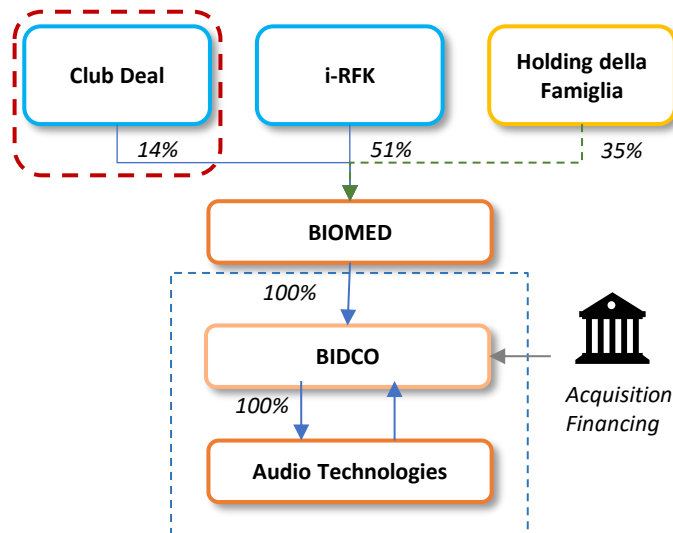 Club Deal
i-RFK
Holding della
Famiglia
14%
51%
35%
BIOMED
100%
BIDCO
100%
Acquisition
Financing
Audio Technologies